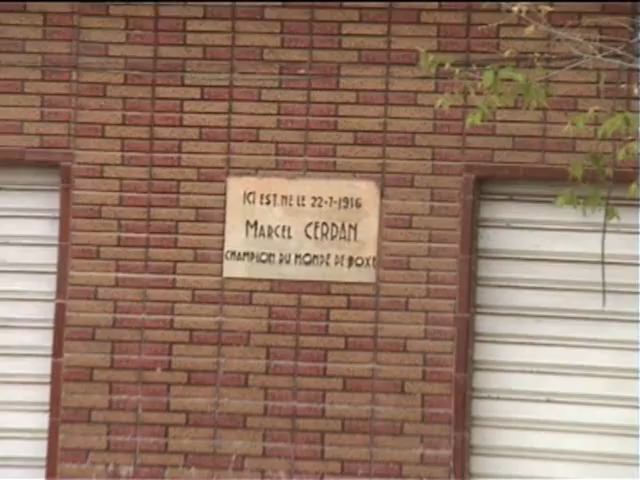 ICI EST NE LE 22-7-1916
MARCEL CERDAN
CHAMPION DU MONDE DE BOXE